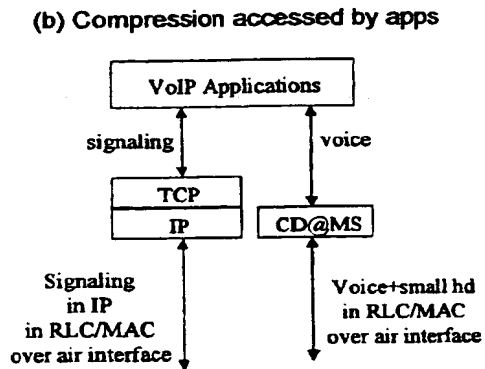 (b) Compression accessed by apps
VoIP Applications
signaling
voice
TCP
IP
CD@MS
Signaling
in IP
in RLC/MAC
over air interface
Voice+small hd
in RLC/MAC
over air interface